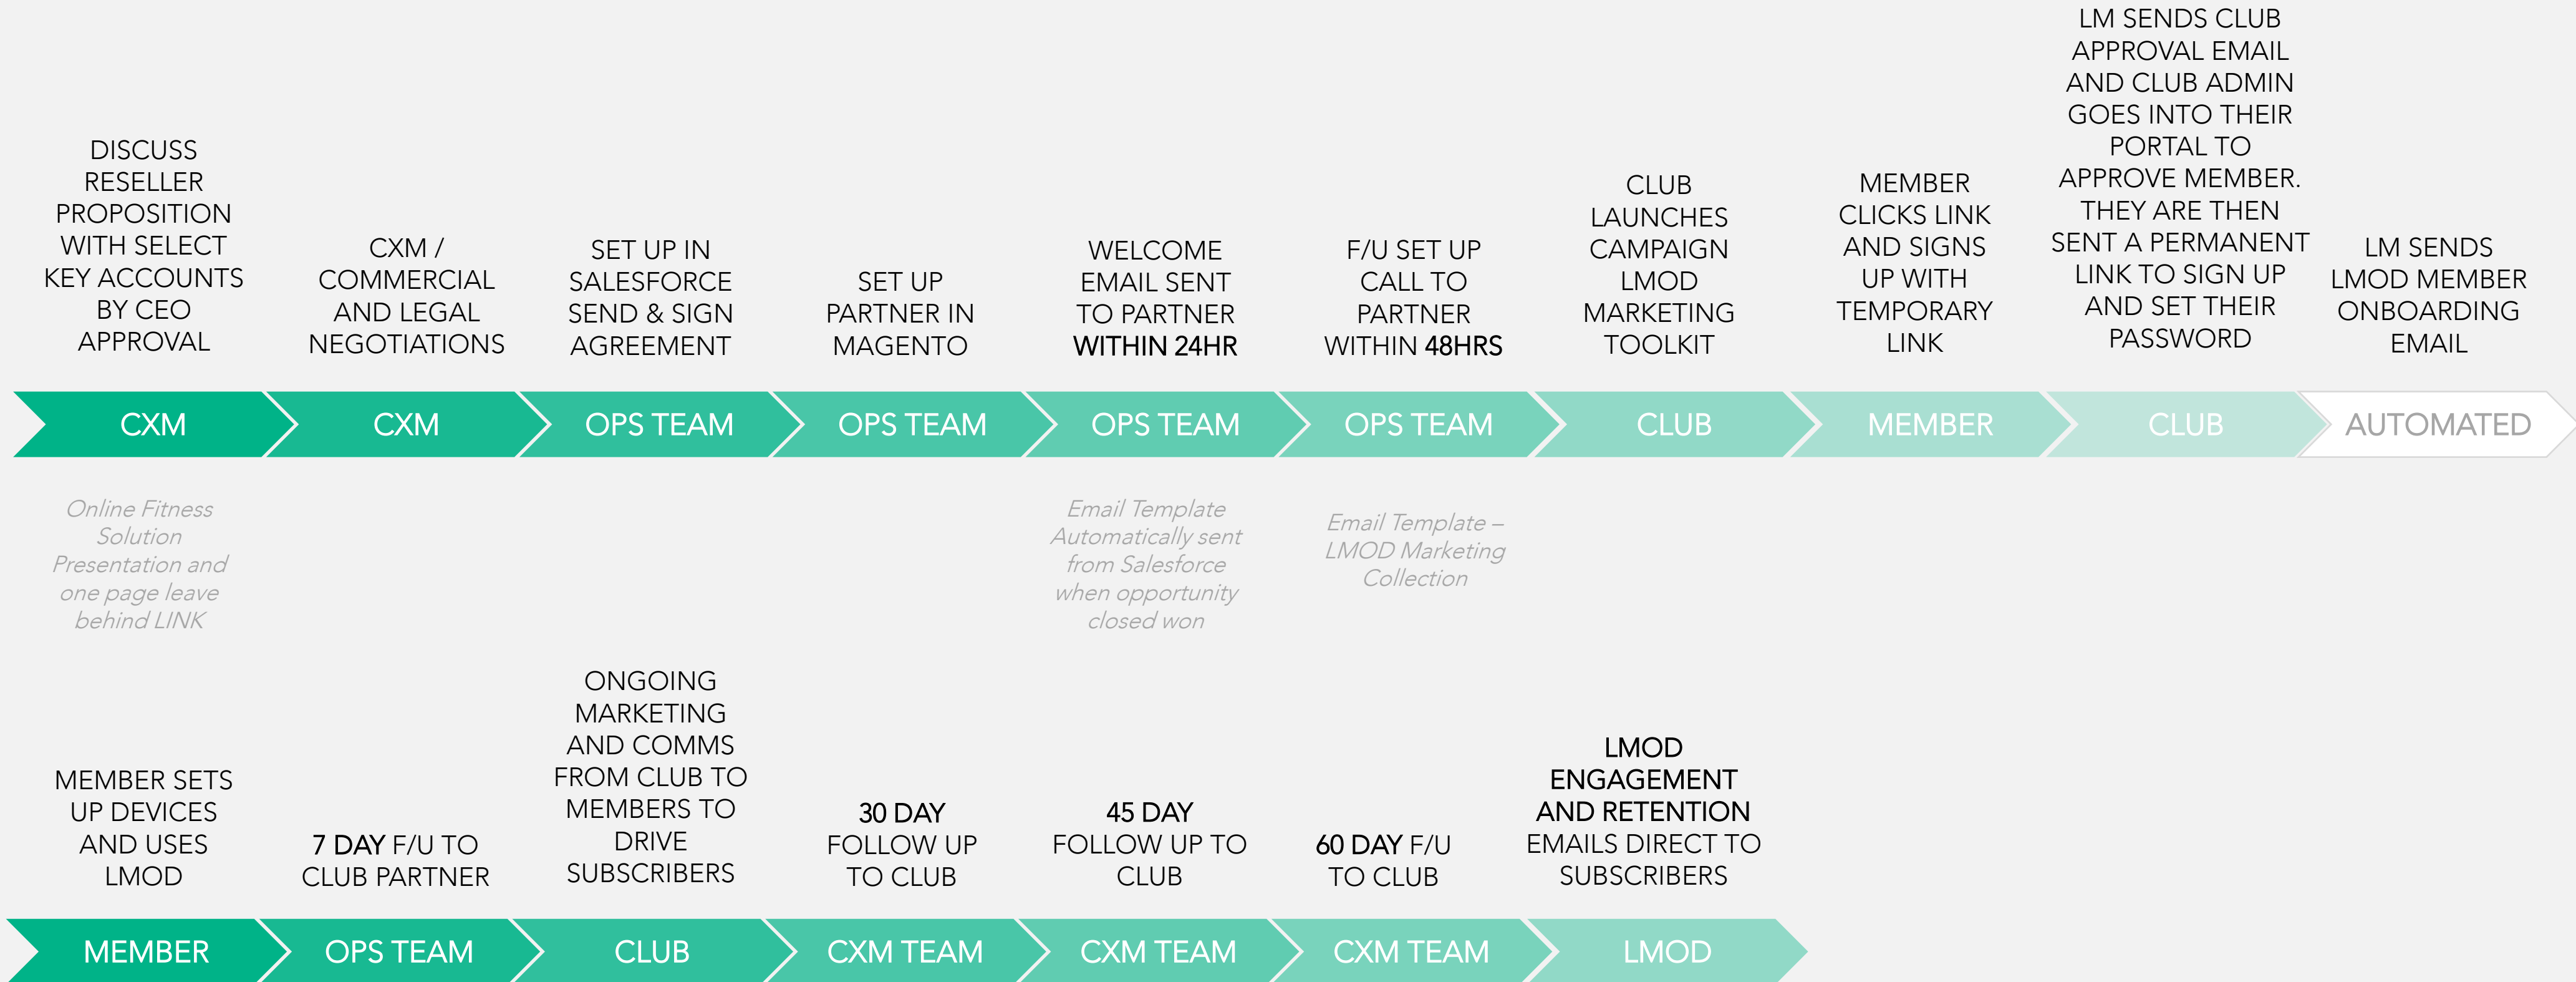 DISCUSS
RESELLER
PROPOSITION
WITH SELECT
KEY ACCOUNTS
BY CEO
APPROVAL
CXM /
COMMERCIAL
AND LEGAL
NEGOTIATIONS
SET UP IN
SALESFORCE
SEND & SIGN
AGREEMENT
SET UP
PARTNER IN
MAGENTO
WELCOME
EMAIL SENT
TO PARTNER
WITHIN 24HR
F/U SET UP
CALL TO
PARTNER
WITHIN 48HRS
CLUB
LAUNCHES
CAMPAIGN
LMOD
MARKETING
TOOLKIT
MEMBER
CLICKS LINK
AND SIGNS
UP WITH
TEMPORARY
LINK
LM SENDS CLUB
APPROVAL EMAIL
AND CLUB ADMIN
GOES INTO THEIR
PORTAL TO
APPROVE MEMBER.
THEY ARE THEN
SENT A PERMANENT
LINK TO SIGN UP
AND SET THEIR
PASSWORD
LM SENDS
LMOD MEMBER
ONBOARDING
EMAIL
CXM
CXM
OPS TEAM
OPS TEAM
OPS TEAM
OPS TEAM
CLUB
MEMBER
CLUB
AUTOMATED
Online Fitness
Solution
Presentation and
one page leave
behind LINK
Email Template
Automatically sent
from Salesforce
when opportunity
closed won
Email Template –
LMOD Marketing
Collection
MEMBER SETS
UP DEVICES
AND USES
LMOD
7 DAY F/U TO
CLUB PARTNER
ONGOING
MARKETING
AND COMMS
FROM CLUB TO
MEMBERS TO
DRIVE
SUBSCRIBERS
30 DAY
FOLLOW UP
TO CLUB
45 DAY
FOLLOW UP TO
CLUB
60 DAY F/U
TO CLUB
LMOD
ENGAGEMENT
AND RETENTION
EMAILS DIRECT TO
SUBSCRIBERS
MEMBER
OPS TEAM
CLUB
CXM TEAM
CXM TEAM
CXM TEAM
LMOD